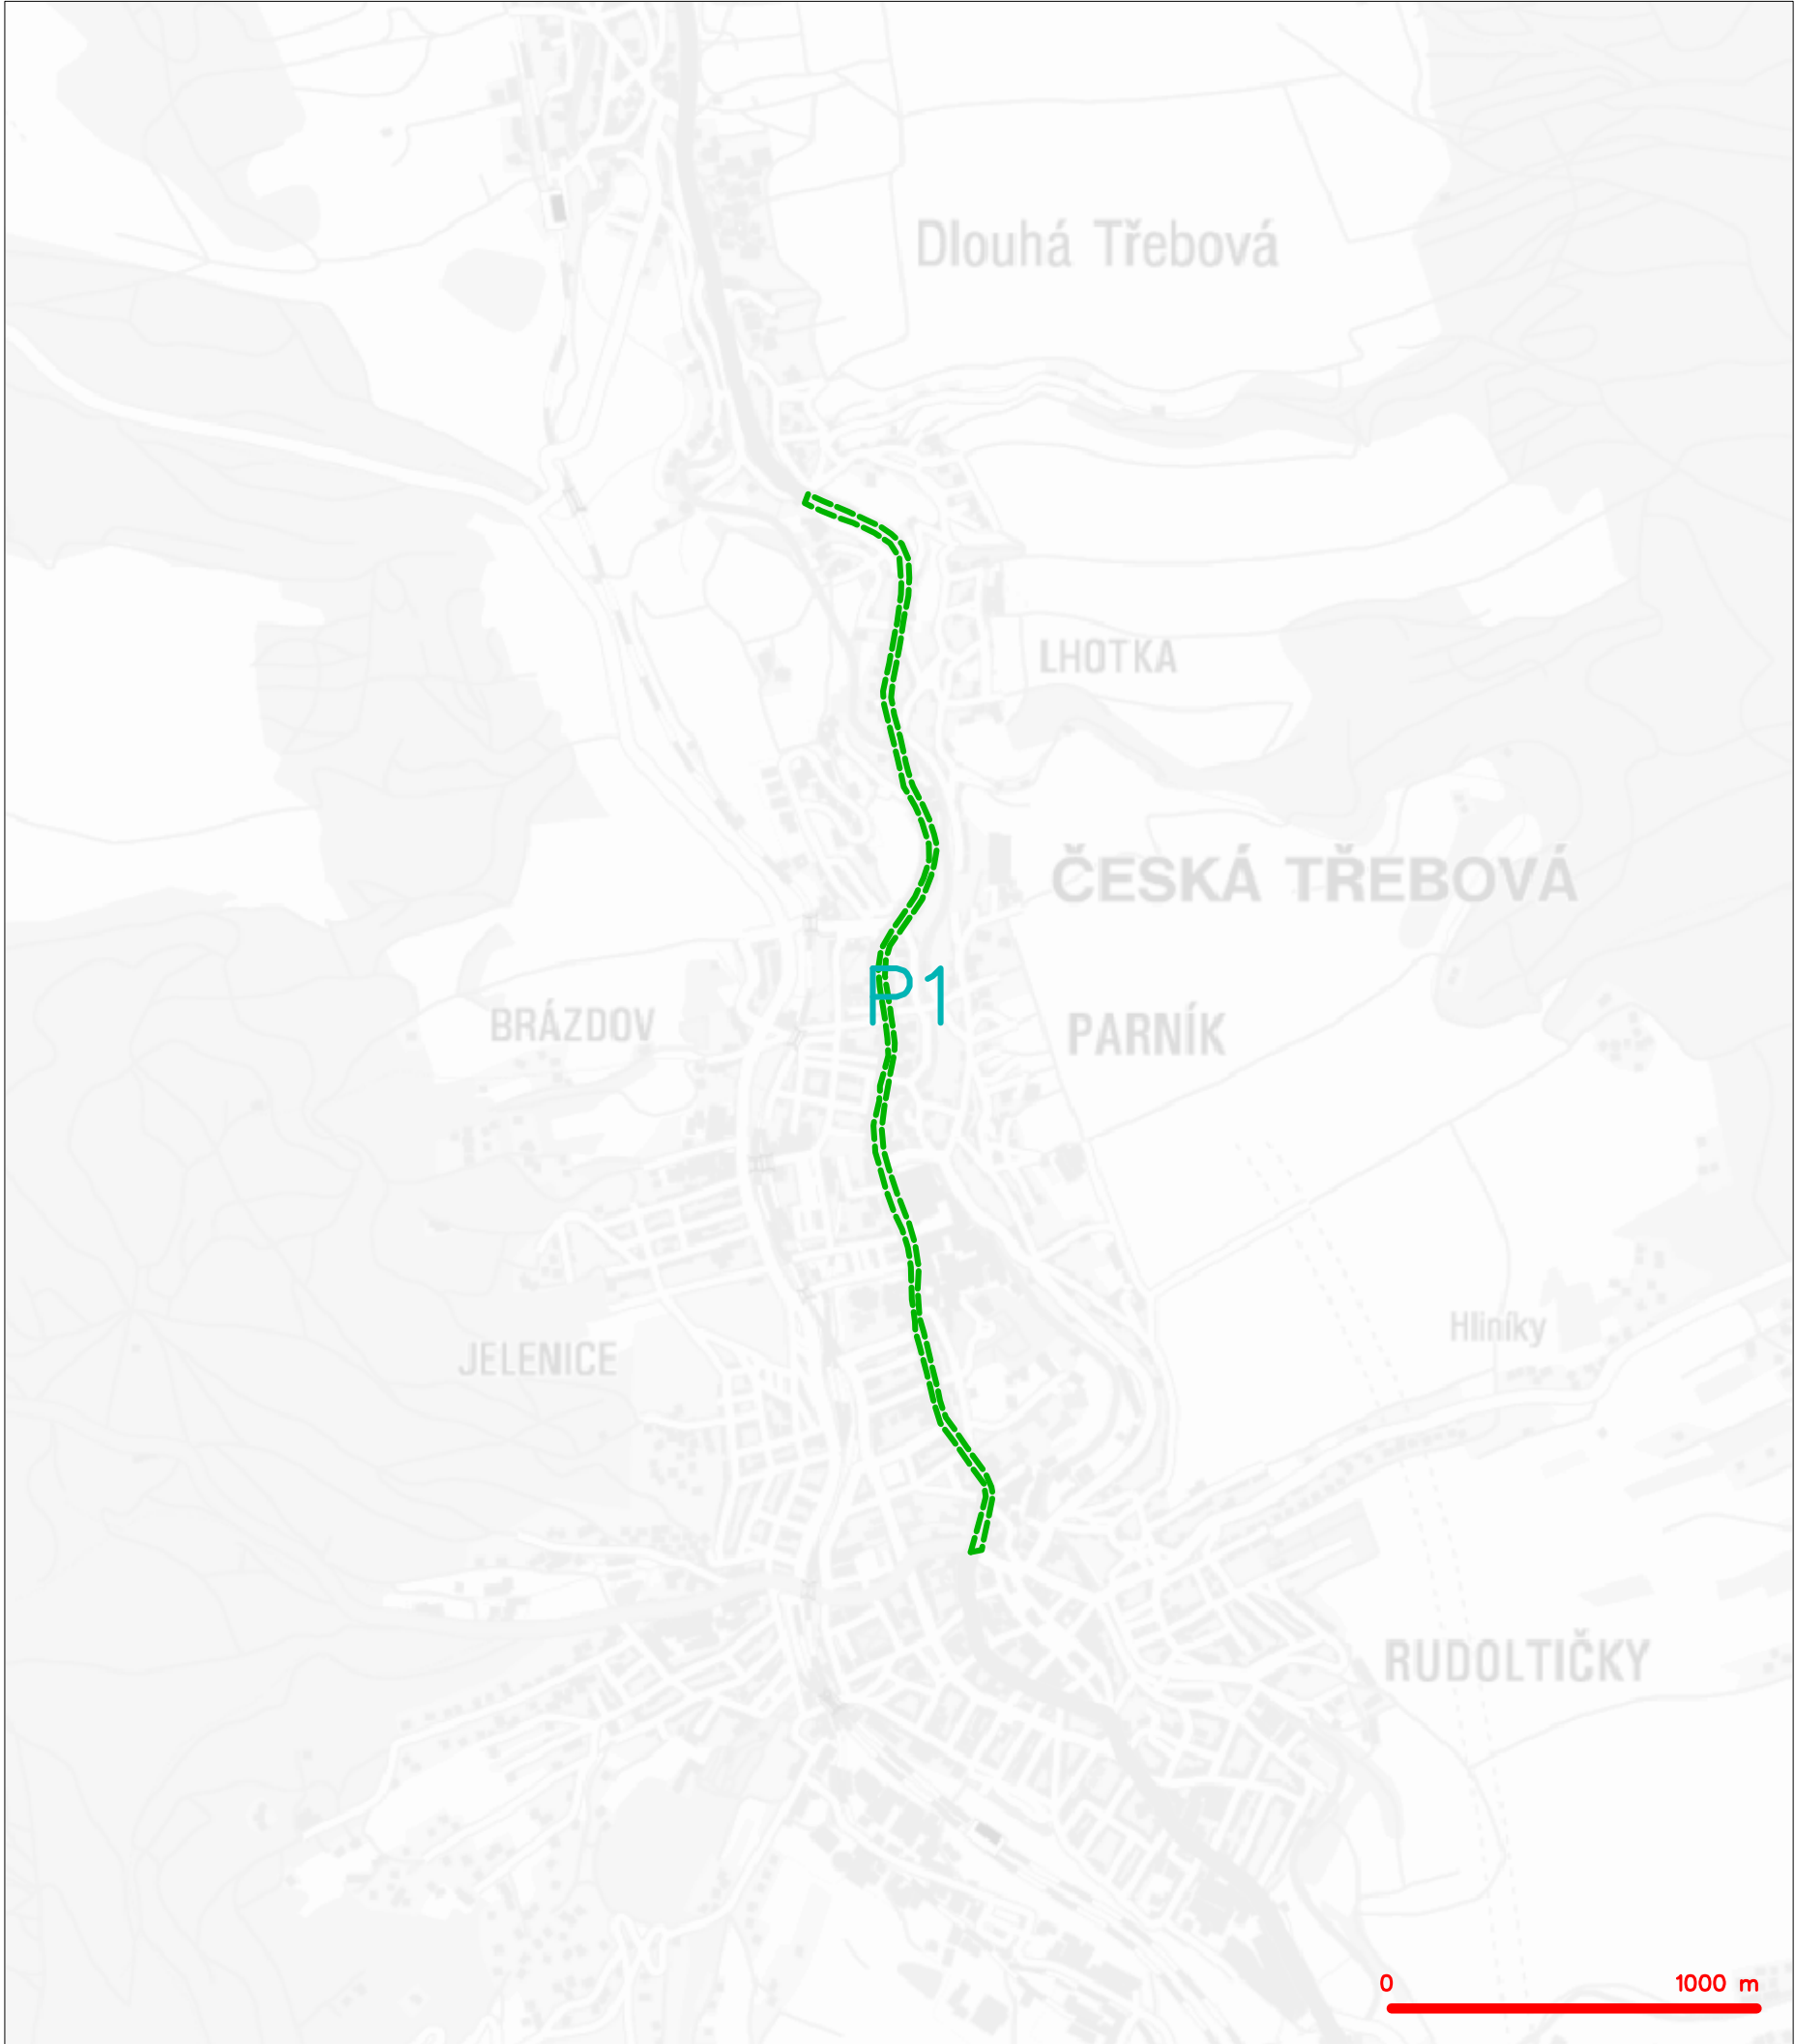 Dlouhá Třebová
LHOTKA
ČESKÁ TŘEBOVÁ
P1
BRÁZDOV
PARNÍK
Hliníky
JELENICE
RUDOLTIČKY
0 1000 m